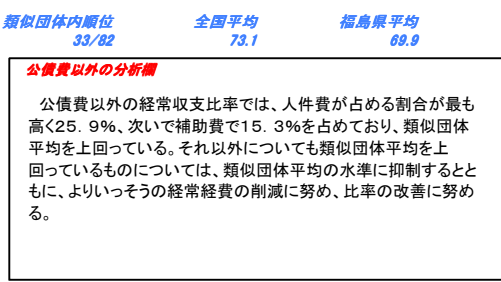 類似団体内順位 全国平均 福島県平均
33/82 73.1 69.9
公債費以外の分析欄
公債費以外の経常収支比率では、人件費が占める割合が最も
高く25．9%、次いで補助費で15．3%を占めており、類似団体
平均を上回っている。それ以外についても類似団体平均を上
回っているものについては、類似団体平均の水準に抑制するとと
もに、よりいっそうの経常経費の削減に努め、比率の改善に努め
る。